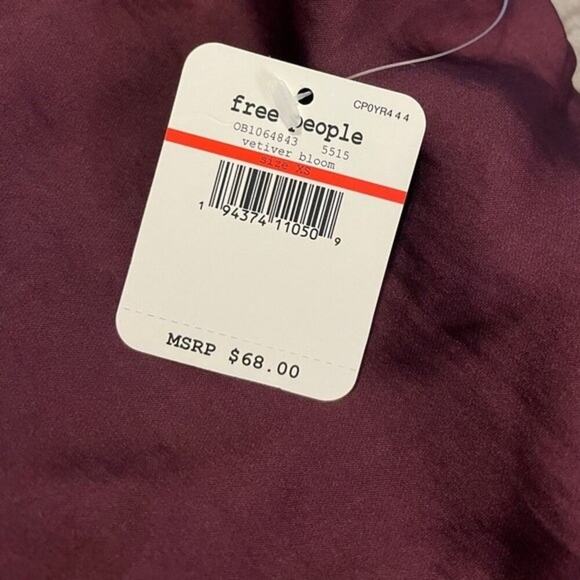 CP0YR444
free people
OB1064843 5515
vetiver bloom
size XS
1 94374 11050 9
MSRP $68.00